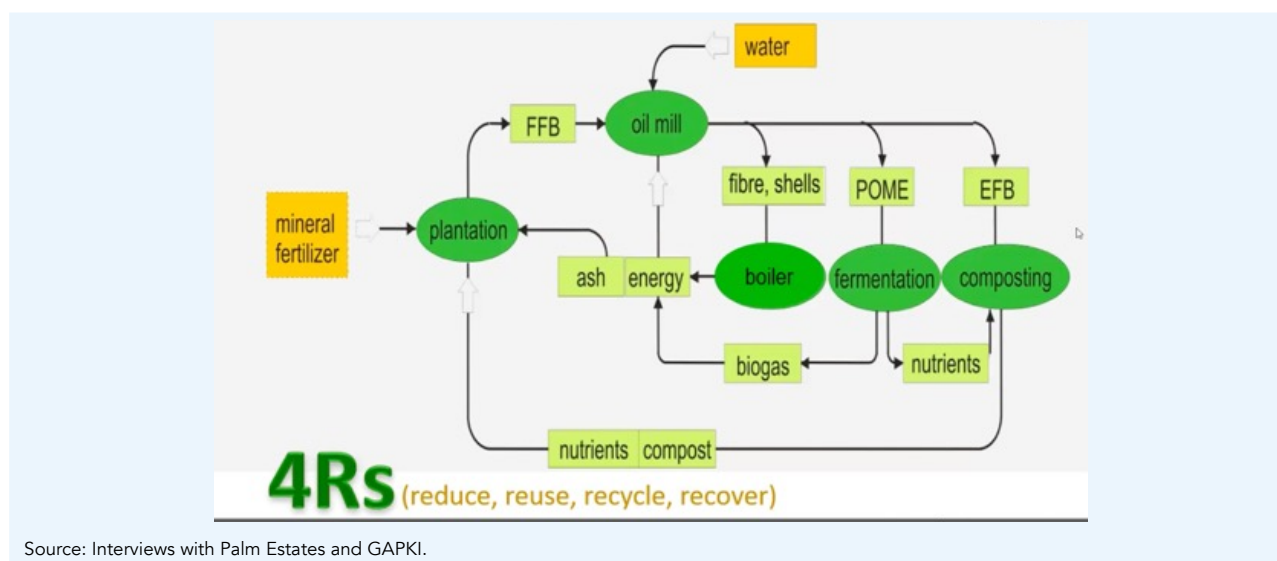 water
FFB
oil mill
fibre, shells
POME
EFB
mineral
fertilizer
plantation
ash
energy
boiler
fermentation
composting
biogas
nutrients
nutrients
compost
4Rs (reduce, reuse, recycle, recover)
Source: Interviews with Palm Estates and GAPKI.